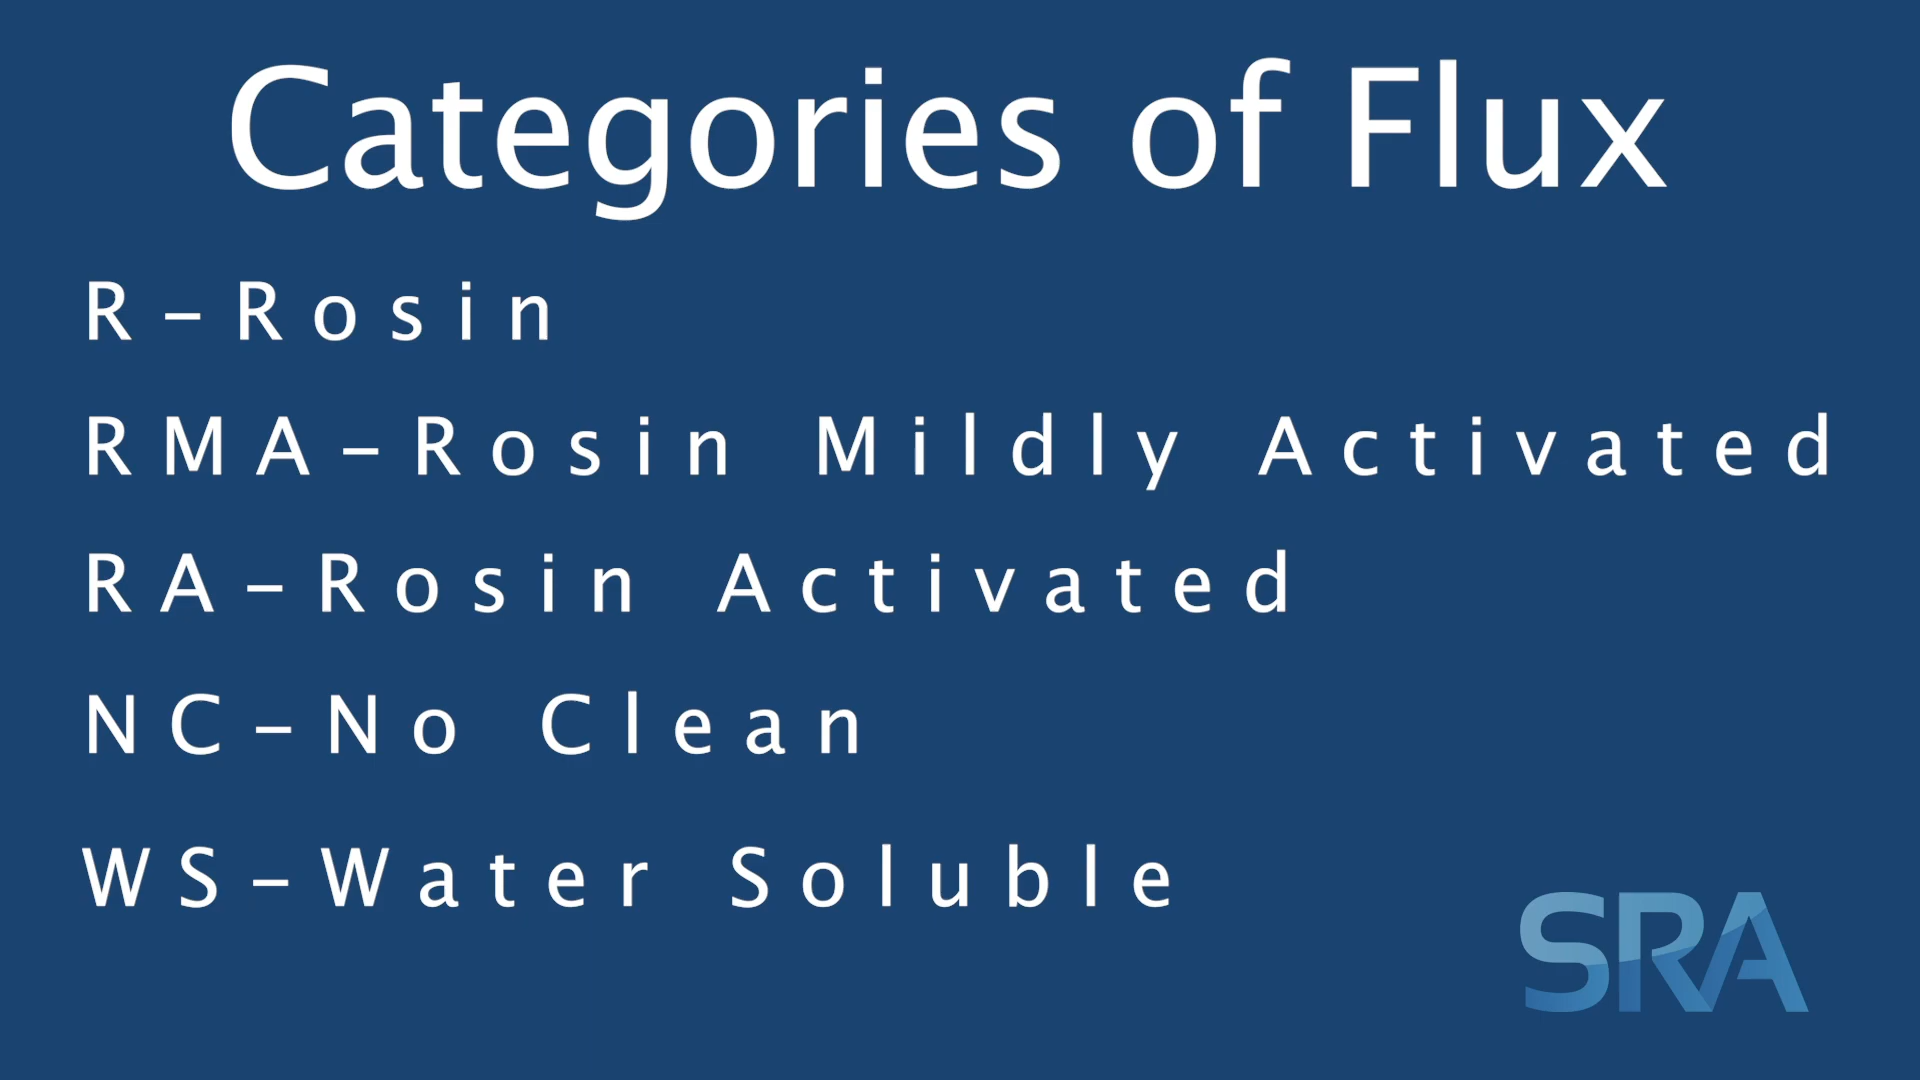 Categories of Flux
R-Rosin
RMA-Rosin Mildly Activated
RA-Rosin Activated
NC-No Clean
WS-Water Soluble
SRA